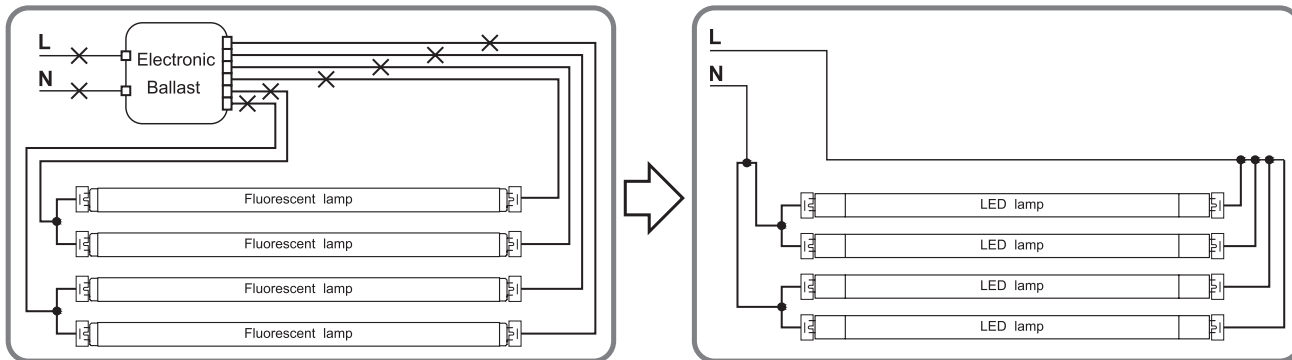 L
N
Electronic
Ballast
Fluorescent lamp
Fluorescent lamp
Fluorescent lamp
Fluorescent lamp
L
N
LED lamp
LED lamp
LED lamp
LED lamp